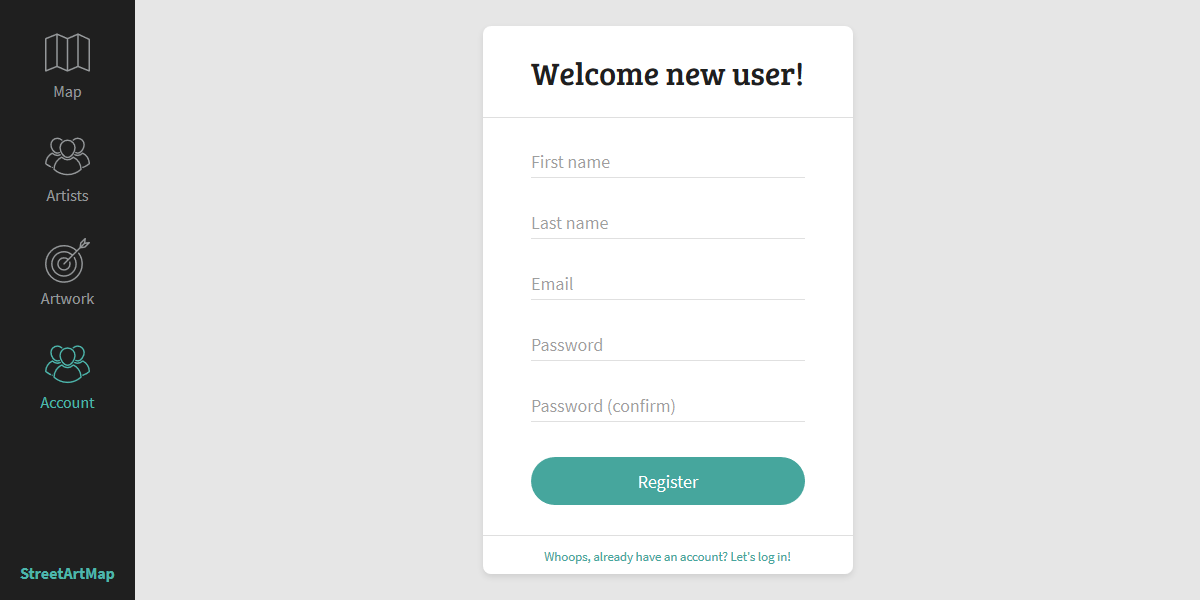 Map
Artists
Artwork
Account
StreetArtMap
Welcome new user!
First name
Last name
Email
Password
Password (confirm)
Register
Whoops, already have an account? Let's log in!